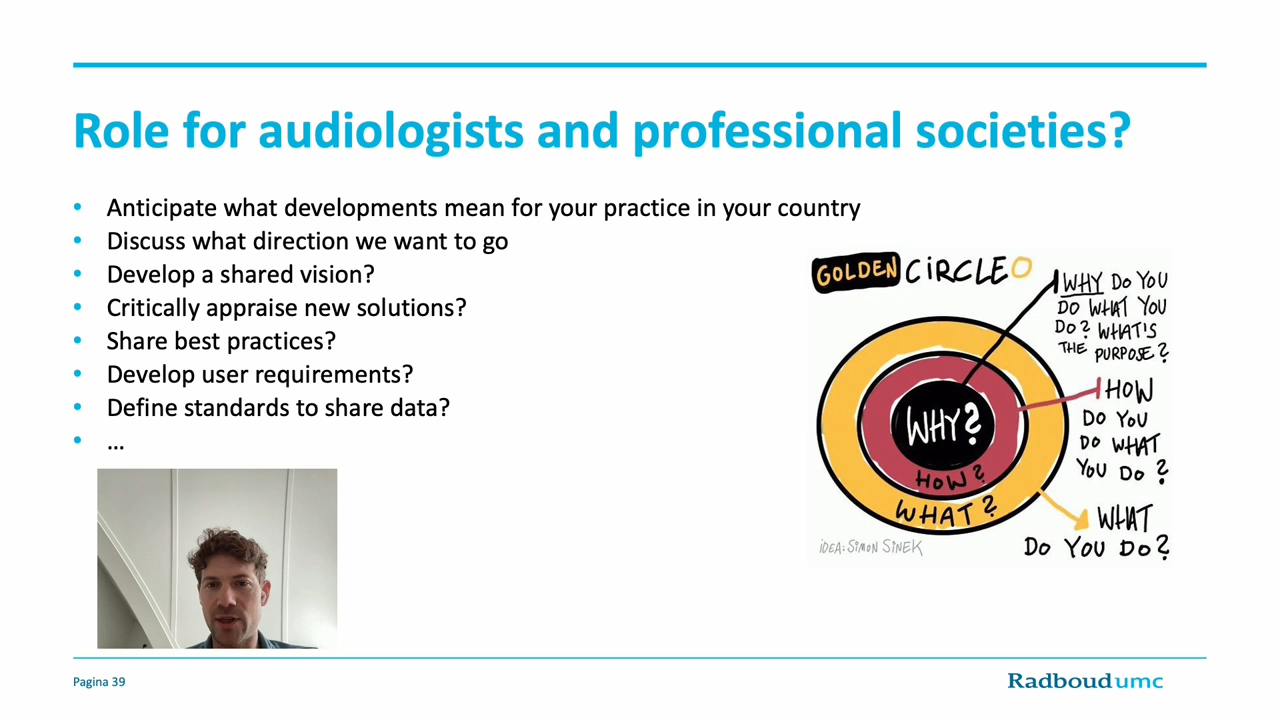 Role for audiologists and professional societies?
• Anticipate what developments mean for your practice in your country
• Discuss what direction we want to go
• Develop a shared vision?
• Critically appraise new solutions?
• Share best practices?
• Develop user requirements?
• Define standards to share data?
• ...
GOLDEN CIRCLE
WHY DO YOU
DO WHAT YOU
DO? WHAT'S
THE PURPOSE?
HOW
DO YOU
DO WHAT
YOU DO?
WHAT
DO YOU DO?
WHY?
HOW?
WHAT?
IDEA: SIMON SINEK
Pagina 39
Radboudumc